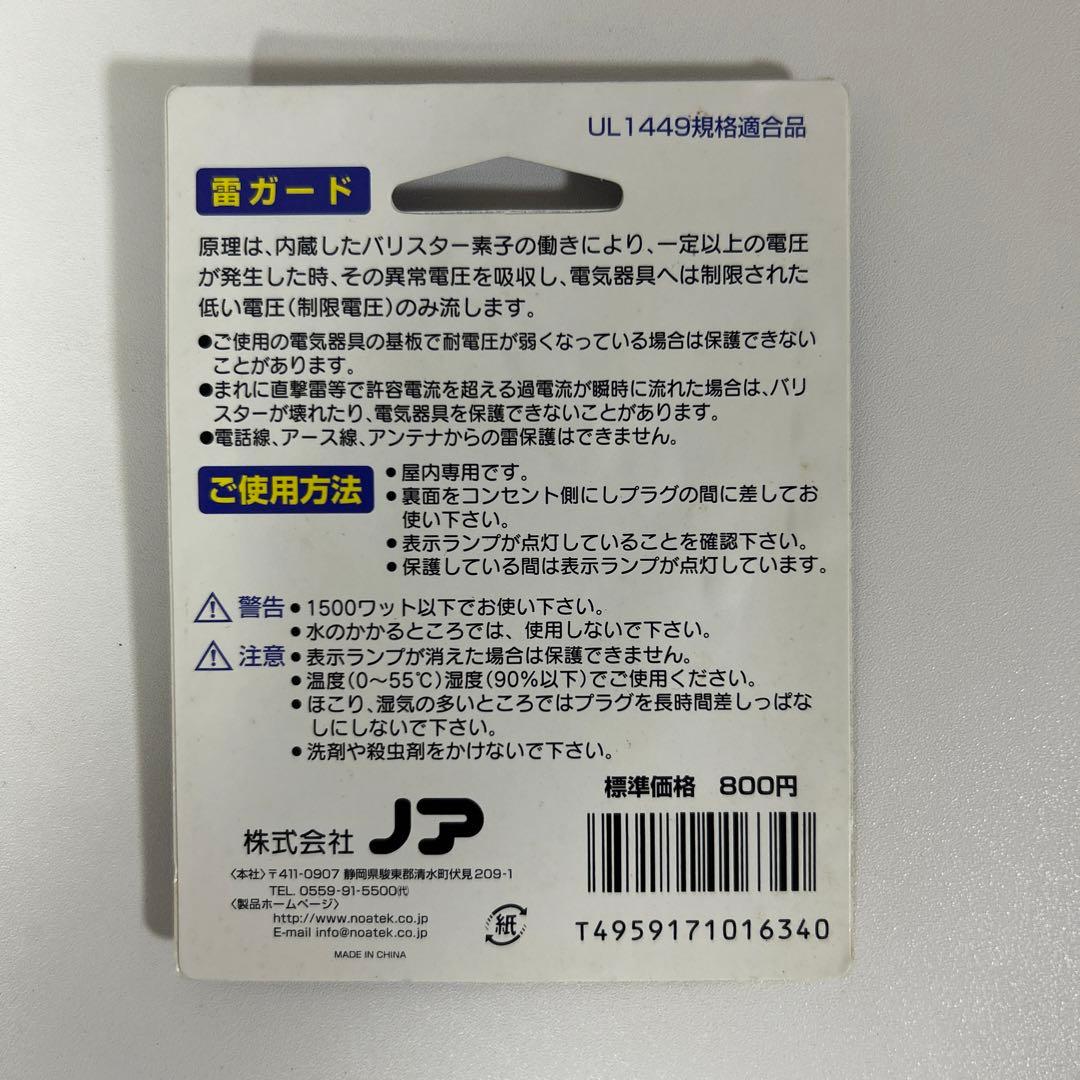 UL1449規格適合品
雷ガード
原理は、内蔵したバリスター素子の働きにより、一定以上の電圧
が発生した時、その異常電圧を吸収し、電気器具へは制限された
低い電圧(制限電圧)のみ流します。
●ご使用の電気器具の基板で耐電圧が弱くなっている場合は保護できない
ことがあります。
●まれに直撃雷等で許容電流を超える過電流が瞬時に流れた場合は、バリ
スターが壊れたり、電気器具を保護できないことがあります。
●電話線、アース線、アンテナからの雷保護はできません。
ご使用方法
●屋内専用です。
●裏面をコンセント側にしプラグの間に差してお
使い下さい。
●表示ランプが点灯していることを確認下さい。
●保護している間は表示ランプが点灯しています。
警告 ●1500ワット以下でお使い下さい。
●水のかかるところでは、使用しないで下さい。
注意 ●表示ランプが消えた場合は保護できません。
●温度(0〜55℃)湿度(90%以下)でご使用ください。
●ほこり、湿気の多いところではプラグを長時間差しっぱな
しにしないで下さい。
●洗剤や殺虫剤をかけないで下さい。
標準価格 800円
株式会社 ノア
〈本社〉〒411-0907 静岡県駿東郡清水町伏見209-1
TEL. 0559-91-5500㈹
〈製品ホームページ〉
http://www.noatek.co.jp
E-mail info@noatek.co.jp
MADE IN CHINA
紙
T4959171016340